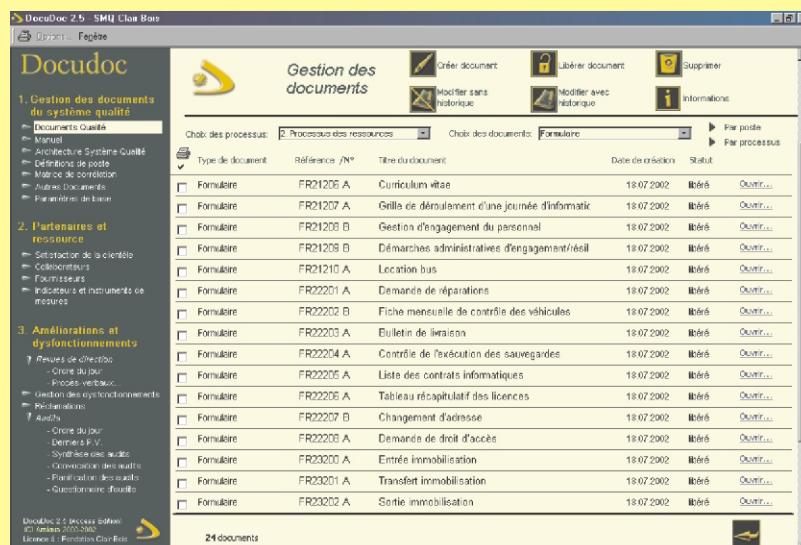 DocuDoc 2.5 - SMQ Clair Bois
Options... Fenêtre
Docudoc
1. Gestion des documents
du système qualité
Documents Qualité
Manuel
Architecture Système Qualité
Définitions de poste
Matrice de corrélation
Autres Documents
Paramètres de base
2. Partenaires et
ressource
Satisfaction de la clientèle
Collaborateurs
Fournisseurs
Indicateurs et instruments de
mesures
3. Améliorations et
dysfonctionnements
Revues de direction
- Ordre du jour
- Procès-verbaux...
Gestion des dysfonctionnements
Réclamations
Audits
- Ordre du jour
- Derniers P.V.
- Synthèse des audits
- Convocation des audits
- Planification des audits
- Questionnaire d'audits
DocuDoc 2.5 (Access Edition)
2000-2002
Licence à : Fondation Clair Bois
Gestion des
documents
Créer document
Libérer document
Supprimer
Modifier sans
historique
Modifier avec
historique
Informations
Choix des processus: 2 Processus des ressources Choix des documents: Formulaire
Par poste
Par processus
Type de document Référence /N° Titre du document Date de création Statut
Formulaire FR21206 A Curriculum vitae 18.07.2002 libéré Ouvrir...
Formulaire FR21207 A Grille de déroulement d'une journée d'informatic 18.07.2002 libéré Ouvrir...
Formulaire FR21208 B Gestion d'engagement du personnel 18.07.2002 libéré Ouvrir...
Formulaire FR21209 B Démarches administratives d'engagement/résil 18.07.2002 libéré Ouvrir...
Formulaire FR21210 A Location bus 18.07.2002 libéré Ouvrir...
Formulaire FR22201 A Demande de réparations 18.07.2002 libéré Ouvrir...
Formulaire FR22202 B Fiche mensuelle de contrôle des véhicules 18.07.2002 libéré Ouvrir...
Formulaire FR22203 A Bulletin de livraison 18.07.2002 libéré Ouvrir...
Formulaire FR22204 A Contrôle de l'exécution des sauvegardes 18.07.2002 libéré Ouvrir...
Formulaire FR22205 A Liste des contrats informatiques 18.07.2002 libéré Ouvrir...
Formulaire FR22206 A Tableau récapitulatif des licences 18.07.2002 libéré Ouvrir...
Formulaire FR22207 B Changement d'adresse 18.07.2002 libéré Ouvrir...
Formulaire FR22208 A Demande de droit d'accès 18.07.2002 libéré Ouvrir...
Formulaire FR23200 A Entrée immobilisation 18.07.2002 libéré Ouvrir...
Formulaire FR23201 A Transfert immobilisation 18.07.2002 libéré Ouvrir...
Formulaire FR23202 A Sortie immobilisation 18.07.2002 libéré Ouvrir...
24 documents